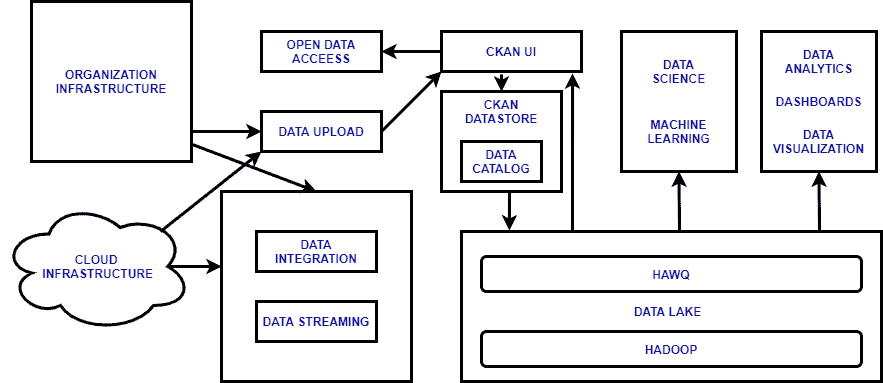 ORGANIZATION
INFRASTRUCTURE
OPEN DATA
ACCEESS
CKAN UI
DATA UPLOAD
CKAN
DATASTORE
DATA
CATALOG
DATA
SCIENCE
MACHINE
LEARNING
DATA
ANALYTICS
DASHBOARDS
DATA
VISUALIZATION
CLOUD
INFRASTRUCTURE
DATA
INTEGRATION
DATA STREAMING
HAWQ
DATA LAKE
HADOOP